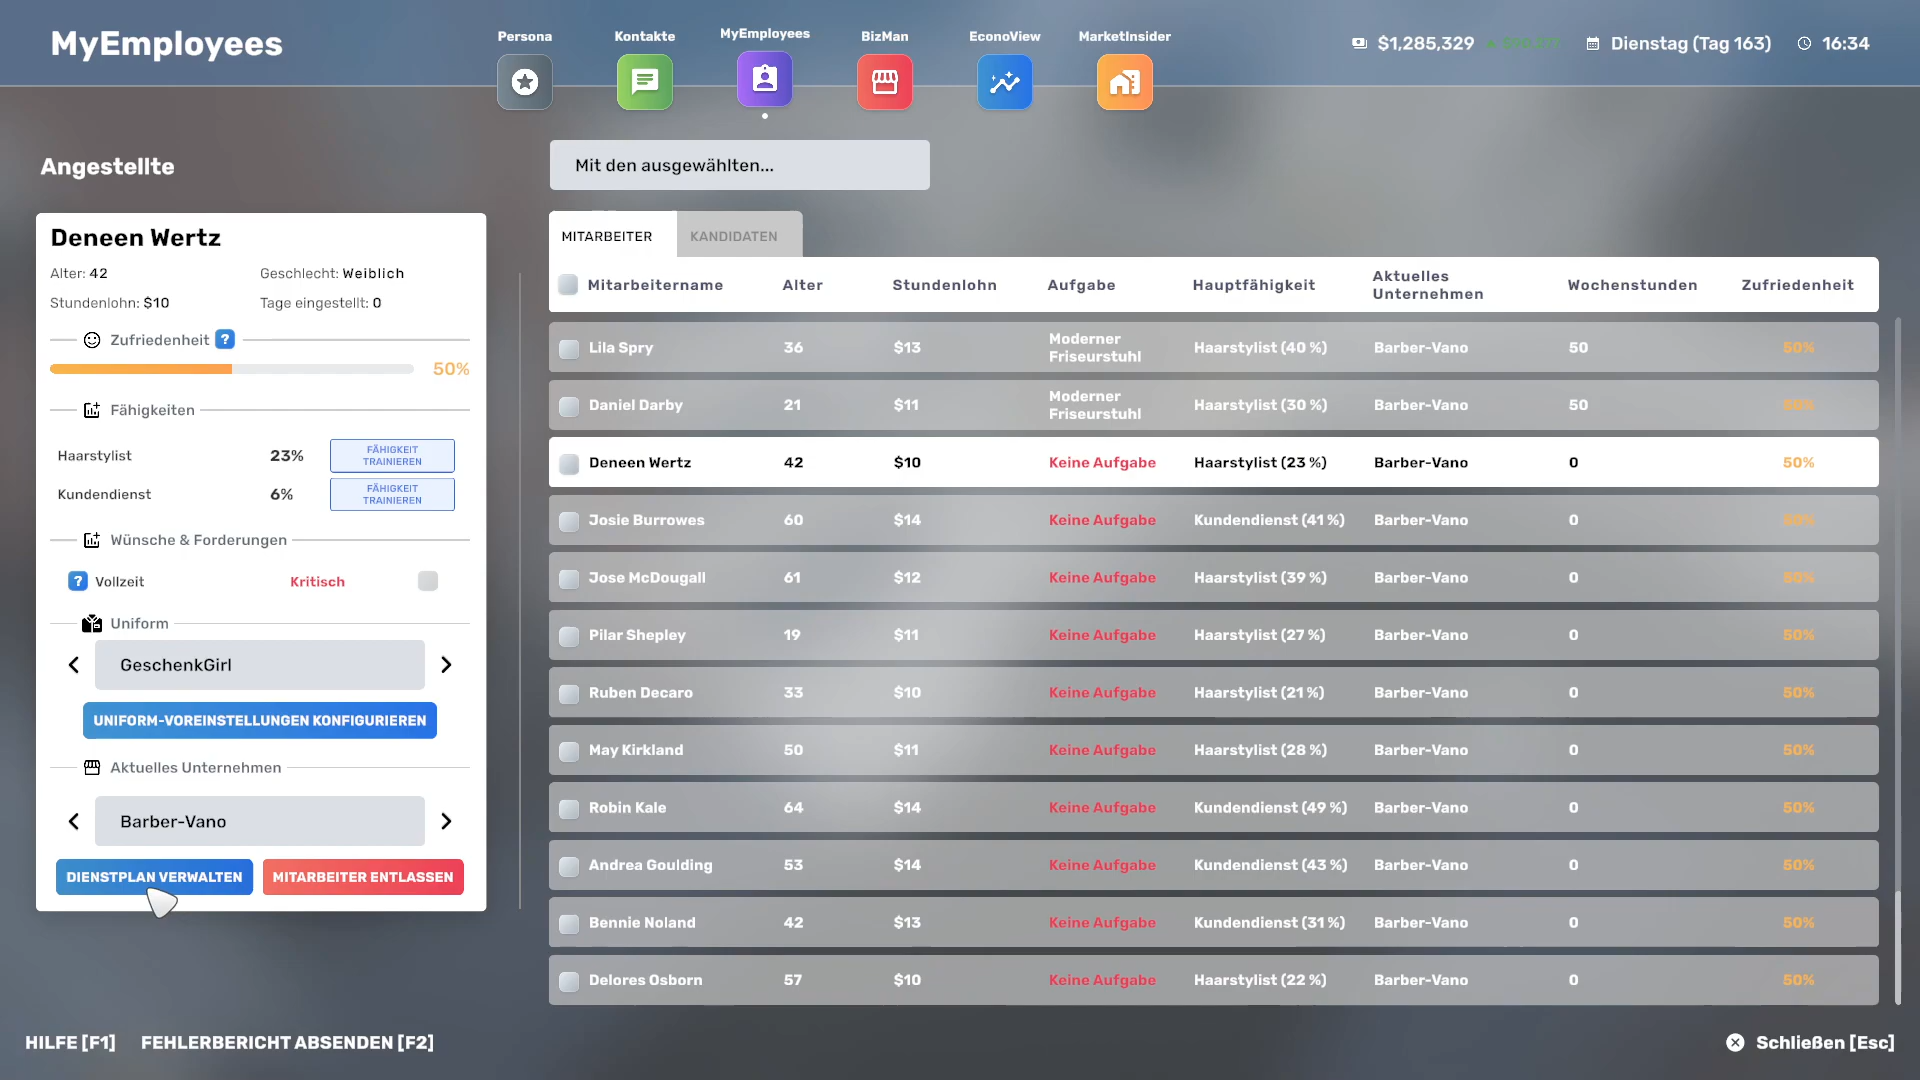 MyEmployees
Persona
Kontakte
MyEmployees
BizMan
EconoView
MarketInsider
$1,285,329
Dienstag (Tag 163)
16:34
Angestellte
Mit den ausgewählten...
Deneen Wertz
Alter: 42 Geschlecht: Weiblich
Stundenlohn: $10 Tage eingestellt: 0
Zufriedenheit ?
50%
Fähigkeiten
Haarstylist 23% FÄHIGKEIT TRAINIEREN
Kundendienst 6% FÄHIGKEIT TRAINIEREN
Wünsche & Forderungen
? Vollzeit Kritisch
Uniform
GeschenkGirl
UNIFORM-VOREINSTELLUNGEN KONFIGURIEREN
Aktuelles Unternehmen
Barber-Vano
DIENSTPLAN VERWALTEN MITARBEITER ENTLASSEN
MITARBEITER KANDIDATEN
Mitarbeitername Alter Stundenlohn Aufgabe Hauptfähigkeit Aktuelles Unternehmen Wochenstunden Zufriedenheit
Lila Spry 36 $13 Moderner Friseurstuhl Haarstylist (40 %) Barber-Vano 50 50%
Daniel Darby 21 $11 Moderner Friseurstuhl Haarstylist (30 %) Barber-Vano 50
Deneen Wertz 42 $10 Keine Aufgabe Haarstylist (23 %) Barber-Vano 0 50%
Josie Burrowes 60 $14 Keine Aufgabe Kundendienst (41 %) Barber-Vano 0 50%
Jose McDougall 61 $12 Keine Aufgabe Haarstylist (39 %) Barber-Vano 0 50%
Pilar Shepley 19 $11 Keine Aufgabe Haarstylist (27 %) Barber-Vano 0 50%
Ruben Decaro 33 $10 Keine Aufgabe Haarstylist (21 %) Barber-Vano 0 50%
May Kirkland 50 $11 Keine Aufgabe Haarstylist (28 %) Barber-Vano 0 50%
Robin Kale 64 $14 Keine Aufgabe Kundendienst (49 %) Barber-Vano 0 50%
Andrea Goulding 53 $14 Keine Aufgabe Kundendienst (43 %) Barber-Vano 0 50%
Bennie Noland 42 $13 Keine Aufgabe Kundendienst (31 %) Barber-Vano 0 50%
Delores Osborn 57 $10 Keine Aufgabe Haarstylist (22 %) Barber-Vano 0 50%
HILFE [F1] FEHLERBERICHT ABSENDEN [F2]
Schließen [Esc]